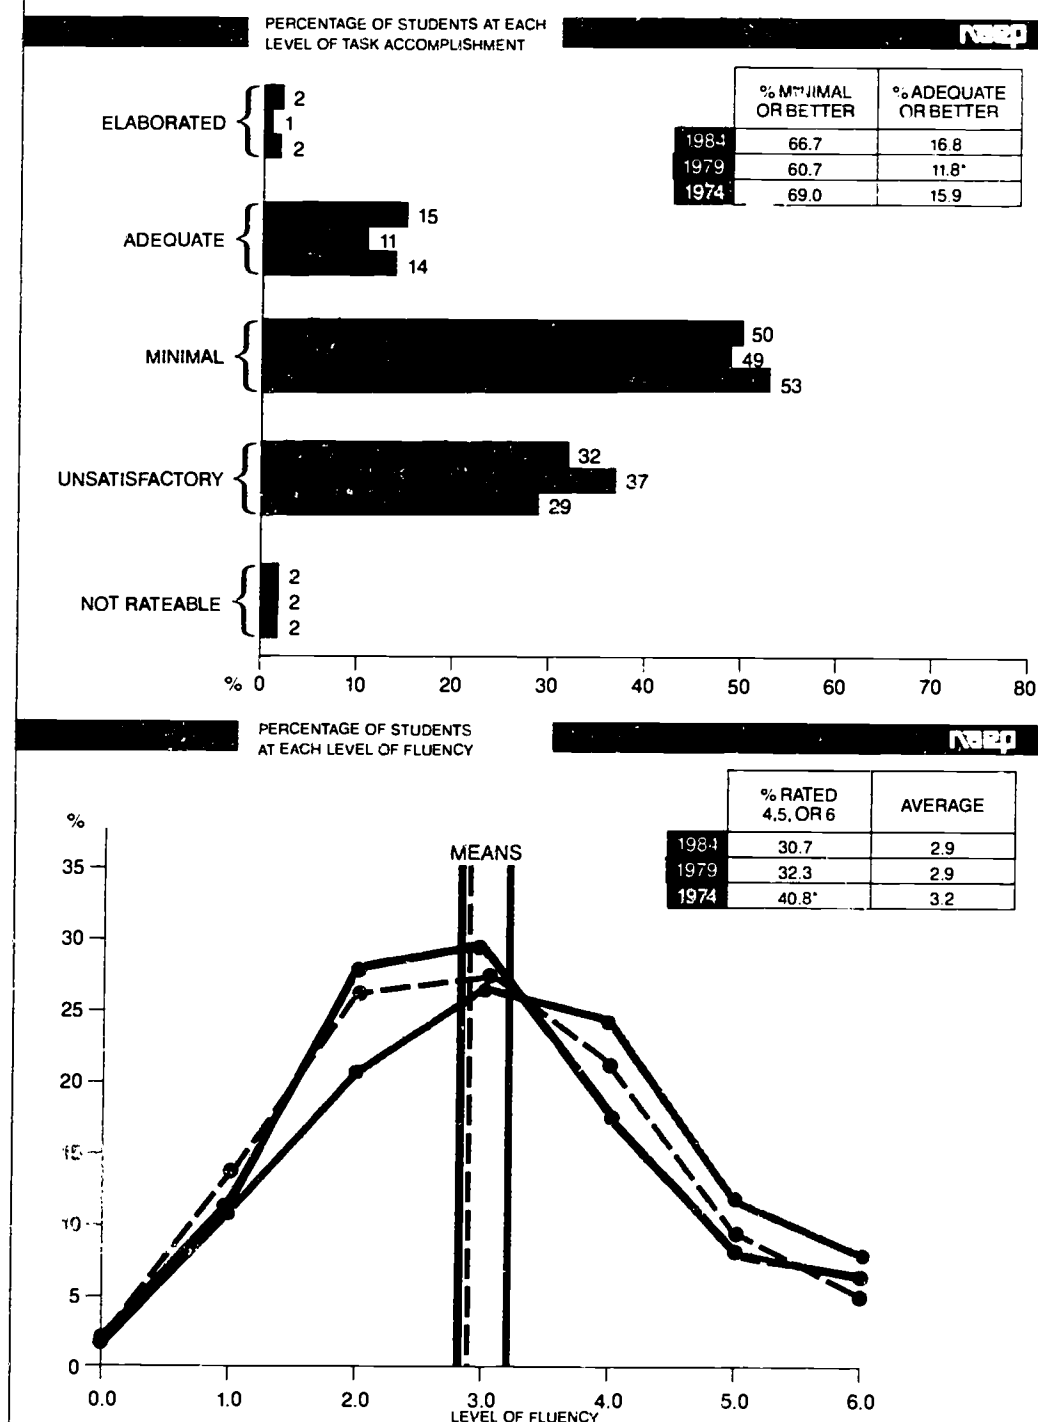 PERCENTAGE OF STUDENTS AT EACH
LEVEL OF TASK ACCOMPLISHMENT
naep
% MINIMAL OR BETTER
% ADEQUATE OR BETTER
1984 66.7 16.8
1979 60.7 11.8*
1974 69.0 15.9
ELABORATED
2
1
2
ADEQUATE
15
11
14
MINIMAL
50
49
53
UNSATISFACTORY
32
37
29
NOT RATEABLE
2
2
2
% 0 10 20 30 40 50 60 70 80
PERCENTAGE OF STUDENTS
AT EACH LEVEL OF FLUENCY
naep
% RATED 4,5, OR 6
AVERAGE
1984 30.7 2.9
1979 32.3 2.9
1974 40.8* 3.2
%
MEANS
35
30
25
20
15
10
5
0
0.0 1.0 2.0 3.0 4.0 5.0 6.0
LEVEL OF FLUENCY